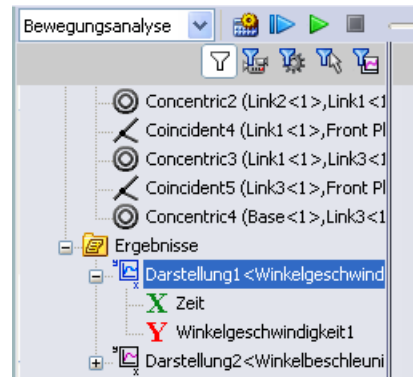 Bewegungsanalyse
Concentric2 (Link2<1>,Link1<1
Coincident4 (Link1<1>,Front Pl
Concentric3 (Link1<1>,Link3<1
Coincident5 (Link3<1>,Front Pl
Concentric4 (Base<1>,Link3<1
Ergebnisse
Darstellung1<Winkelgeschwind
X Zeit
Y Winkelgeschwindigkeit1
Darstellung2<Winkelbeschleuni